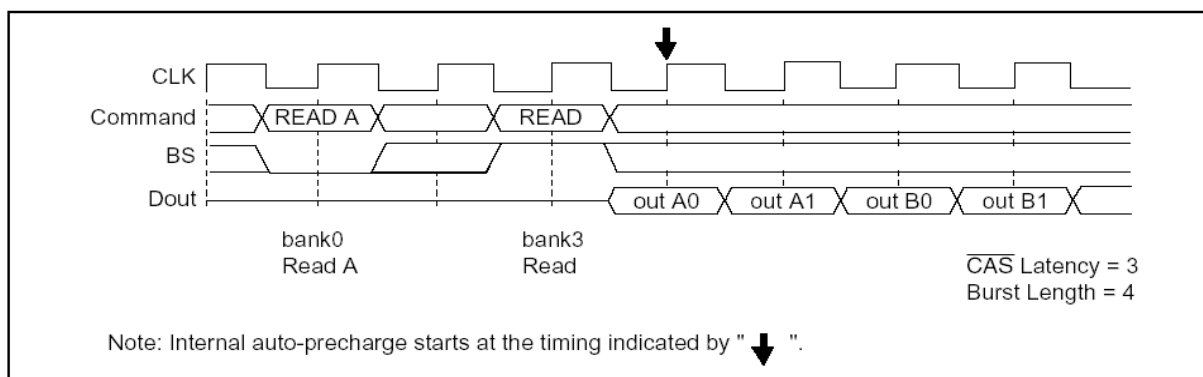 CLK
Command READ A READ
BS
Dout out A0 out A1 out B0 out B1
bank0 bank3
Read A Read
CAS Latency = 3
Burst Length = 4
Note: Internal auto-precharge starts at the timing indicated by " ".